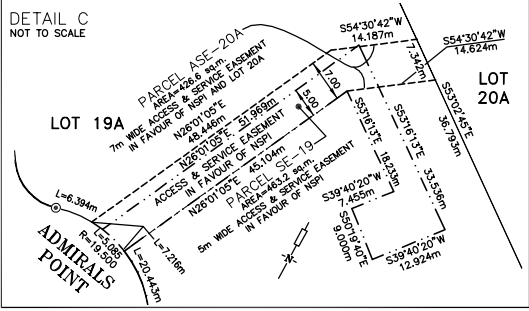 DETAIL C
NOT TO SCALE
S54°30'42"W
14.187m
S54°30'42"W
14.624m
7.342m
PARCEL ASE-20A
AREA=426.6 sq.m.
7m WIDE ACCESS & SERVICE EASEMENT
IN FAVOUR OF NSPI AND LOT 20A
LOT 19A
LOT
20A
N26°01'05"E
48.446m
7.00
5.00
N26°01'05"E 51.969m
ACCESS & SERVICE EASEMENT
IN FAVOUR OF NSPI
N26°01'05"E
45.104m
PARCEL SE-19
AREA=463.2 sq.m.
5m WIDE ACCESS & SERVICE EASEMENT
IN FAVOUR OF NSPI
S53°02'45"E
36.793m
S53°16'13"E
18.233m
S53°16'13"E
33.536m
S39°40'20"W
7.455m
S50°19'40"E
9.000m
S39°40'20"W
12.924m
L=6.394m
L=5.085
R=19.500
L=7.216m
L=20.443m
ADMIRALS
POINT
N